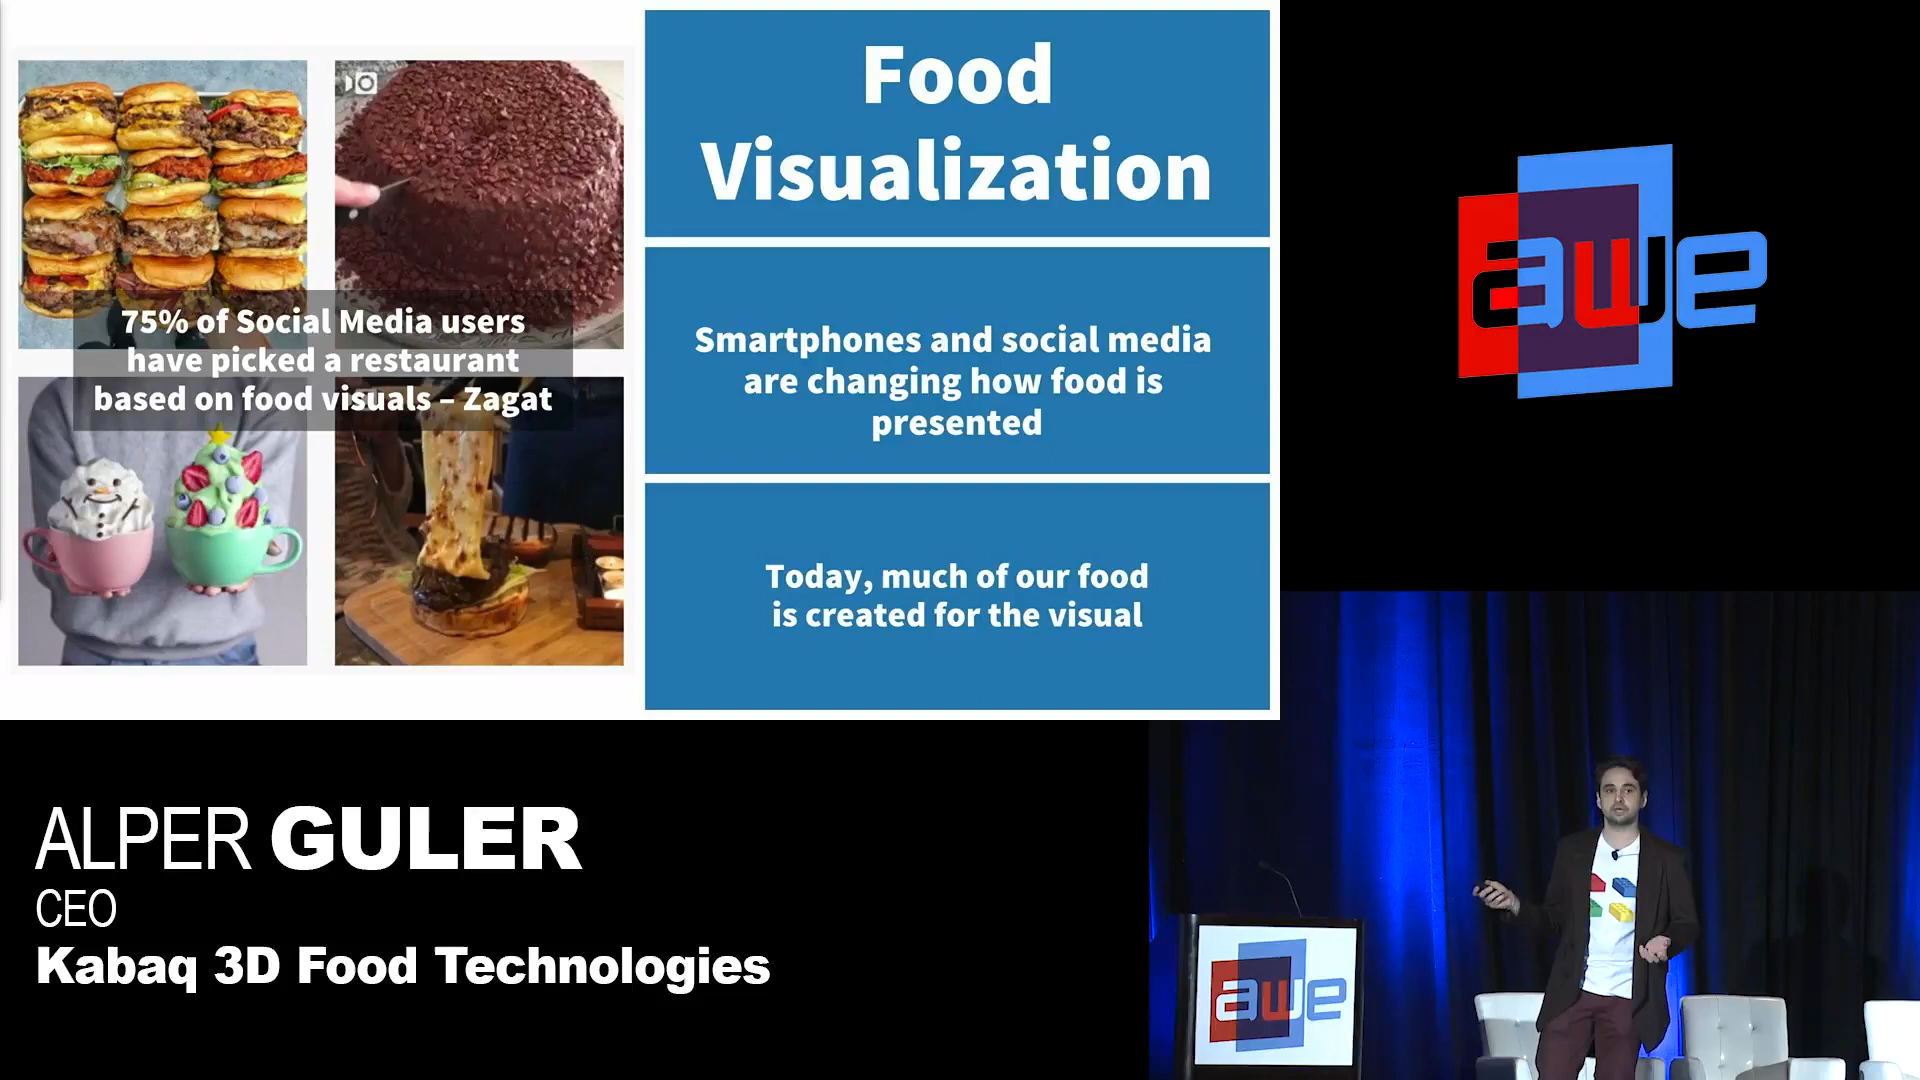 75% of Social Media users
have picked a restaurant
based on food visuals – Zagat
Food
Visualization
Smartphones and social media
are changing how food is
presented
Today, much of our food
is created for the visual
awe
ALPER GULER
CEO
Kabaq 3D Food Technologies
awe